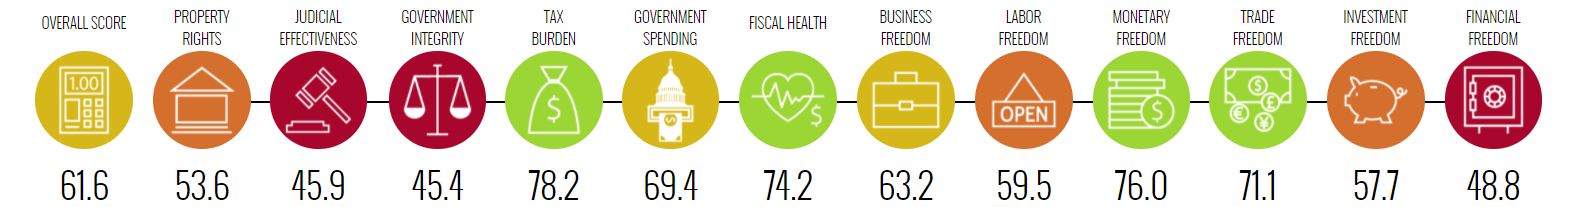 OVERALL SCORE
PROPERTY
RIGHTS
JUDICIAL
EFFECTIVENESS
GOVERNMENT
INTEGRITY
TAX
BURDEN
GOVERNMENT
SPENDING
FISCAL HEALTH
BUSINESS
FREEDOM
LABOR
FREEDOM
MONETARY
FREEDOM
TRADE
FREEDOM
INVESTMENT
FREEDOM
FINANCIAL
FREEDOM
1.00
$
$
$
OPEN
$
$
£
€
¥
61.6
53.6
45.9
45.4
78.2
69.4
74.2
63.2
59.5
76.0
71.1
57.7
48.8